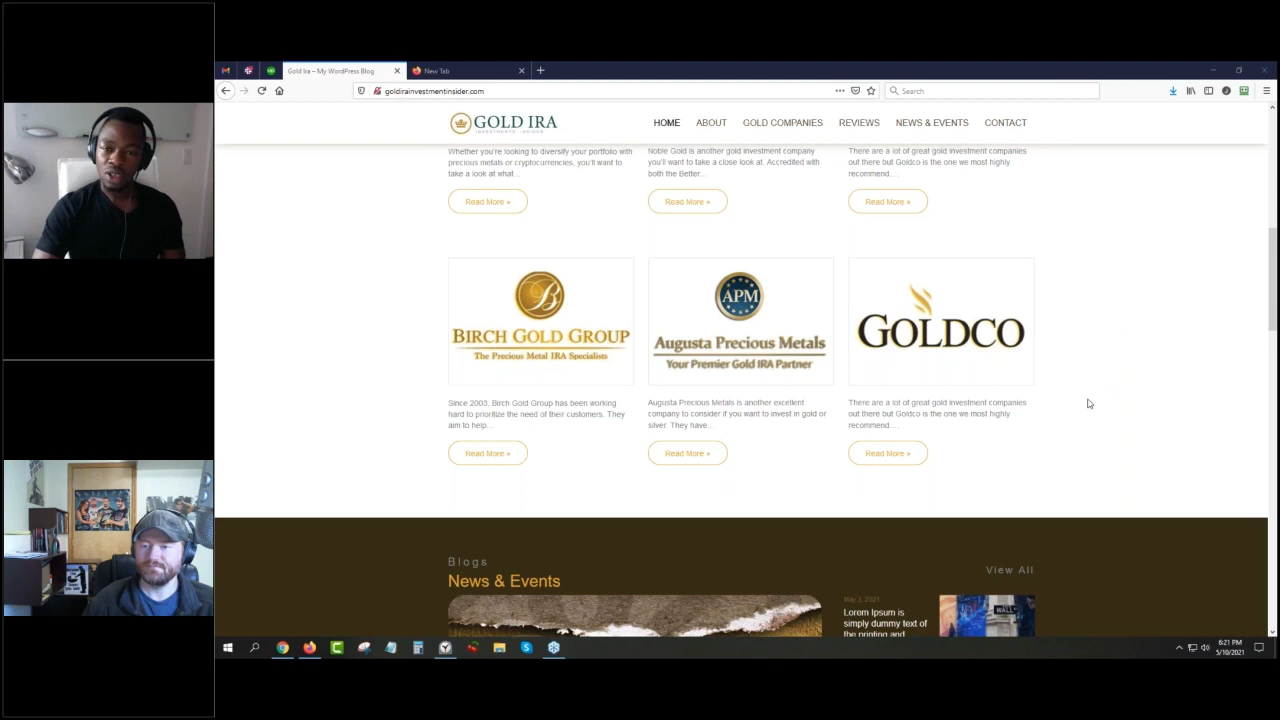 Gold Ira – My WordPress Blog
New Tab
goldirainvestmentinsider.com
Search
GOLD IRA
INVESTMENTS INSIDER
HOME ABOUT GOLD COMPANIES REVIEWS NEWS & EVENTS CONTACT
Whether you're looking to diversify your portfolio with
precious metals or cryptocurrencies, you'll want to
take a look at what...
Read More »
Noble Gold is another gold investment company
you'll want to take a close look at. Accredited with
both the Better...
Read More »
There are a lot of great gold investment companies
out there but Goldco is the one we most highly
recommend....
Read More »
B
BIRCH GOLD GROUP
The Precious Metal IRA Specialists
Since 2003, Birch Gold Group has been working
hard to prioritize the need of their customers. They
aim to help...
Read More »
APM
Augusta Precious Metals
Your Premier Gold IRA Partner
Augusta Precious Metals is another excellent
company to consider if you want to invest in gold or
silver. They have...
Read More »
GOLDCO
There are a lot of great gold investment companies
out there but Goldco is the one we most highly
recommend....
Read More »
Blogs
News & Events
View All
May 3, 2021
Lorem Ipsum is
simply dummy text of
the printing and
WALL
6:21 PM
5/10/2021